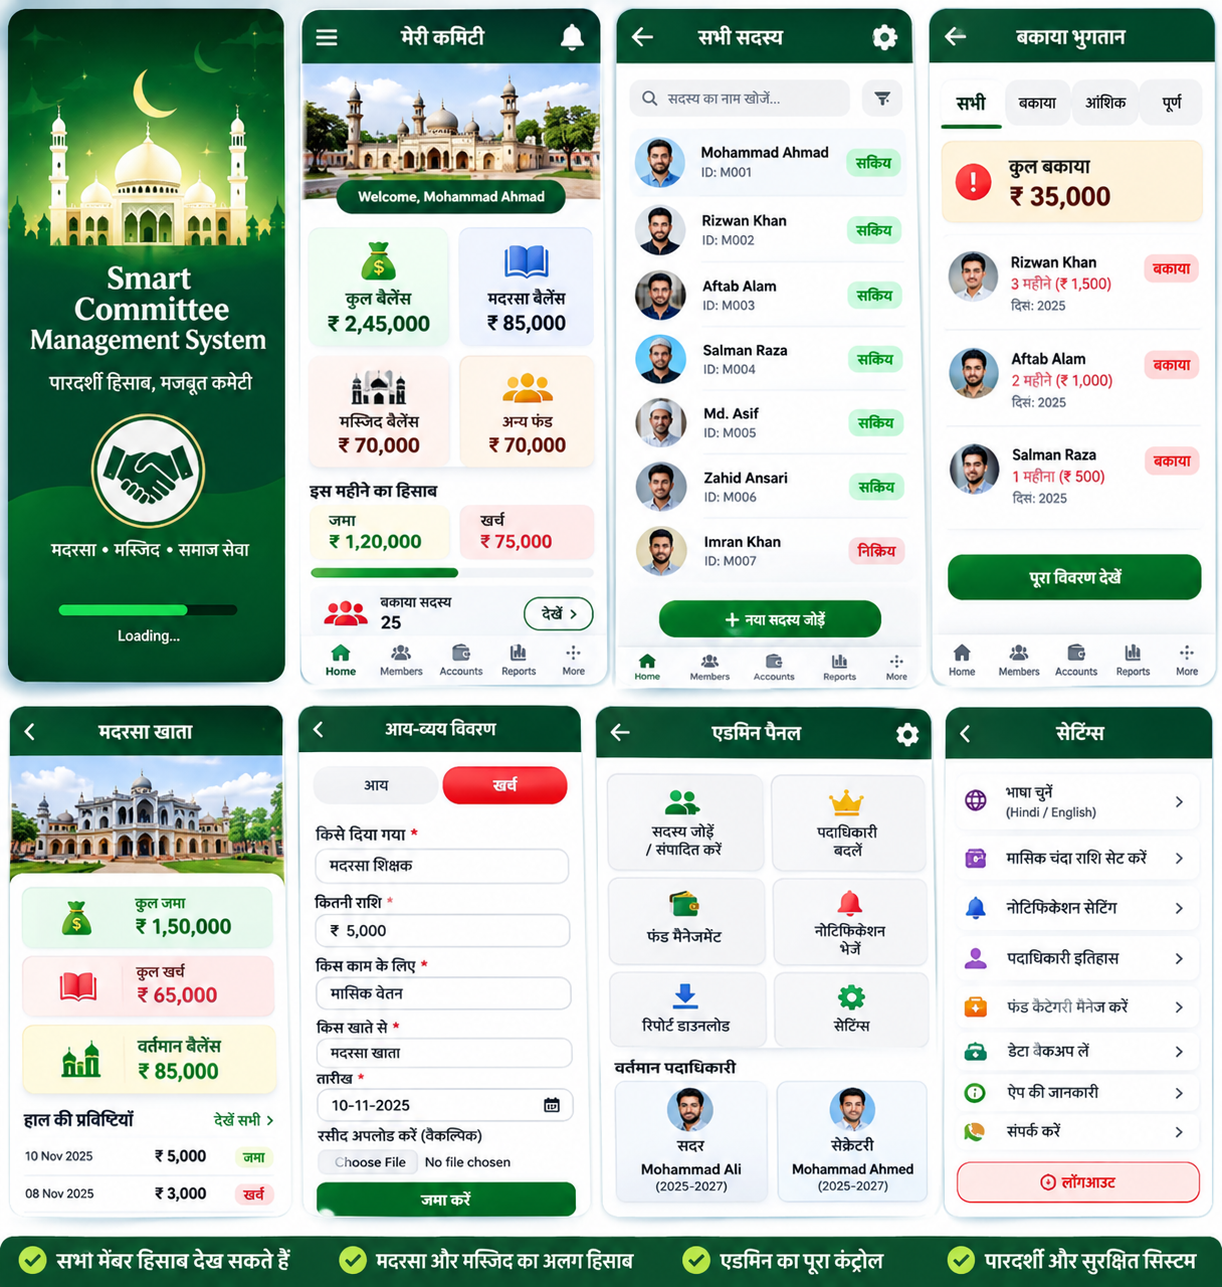 Smart
Committee
Management System
पारदर्शी हिसाब, मजबूत कमेटी
मदरसा • मस्जिद • समाज सेवा
Loading...
मेरी कमिटी
Welcome, Mohammad Ahmad
कुल बैलेंस
₹ 2,45,000
मदरसा बैलेंस
₹ 85,000
मस्जिद बैलेंस
₹ 70,000
अन्य फंड
₹ 70,000
इस महीने का हिसाब
जमा
₹ 1,20,000
खर्च
₹ 75,000
बकाया सदस्य
25
देखें >
Home
Members
Accounts
Reports
More
सभी सदस्य
सदस्य का नाम खोजें...
Mohammad Ahmad
ID: M001
सकिय
Rizwan Khan
ID: M002
सकिय
Aftab Alam
ID: M003
सकिय
Salman Raza
ID: M004
सकिय
Md. Asif
ID: M005
सकिय
Zahid Ansari
ID: M006
सकिय
Imran Khan
ID: M007
निक्रिय
+ नया सदस्य जोड़ें
Home
Members
Accounts
Reports
More
बकाया भुगतान
सभी
बकाया
आंशिक
पूर्ण
कुल बकाया
₹ 35,000
Rizwan Khan
3 महीने (₹ 1,500)
दिसं: 2025
बकाया
Aftab Alam
2 महीने (₹ 1,000)
दिसं: 2025
बकाया
Salman Raza
1 महीना (₹ 500)
दिसं: 2025
बकाया
पूरा विवरण देखें
Home
Members
Accounts
Reports
More
मदरसा खाता
कुल जमा
₹ 1,50,000
कुल खर्च
₹ 65,000
वर्तमान बैलेंस
₹ 85,000
हाल की प्रविष्टियाँ
देखें सभी >
10 Nov 2025
₹ 5,000
जमा
08 Nov 2025
₹ 3,000
खर्च
आय-व्यय विवरण
आय
खर्च
किसे दिया गया *
मदरसा शिक्षक
कितनी राशि *
₹ 5,000
किस काम के लिए *
मासिक वेतन
किस खाते से *
मदरसा खाता
तारीख *
10-11-2025
रसीद अपलोड करें (वैकल्पिक)
Choose File
No file chosen
जमा करें
एडमिन पैनल
सदस्य जोड़ें
/ संपादित करें
पदाधिकारी
बदलें
फंड मैनेजमेंट
नोटिफिकेशन
भेजें
रिपोर्ट डाउनलोड
सेटिंग्स
वर्तमान पदाधिकारी
सदर
Mohammad Ali
(2025-2027)
सेक्रेटरी
Mohammad Ahmed
(2025-2027)
सेटिंग्स
भाषा चुनें
(Hindi / English)
मासिक चंदा राशि सेट करें
नोटिफिकेशन सेटिंग
पदाधिकारी इतिहास
फंड कैटेगरी मैनेज करें
डेटा बैकअप लें
ऐप की जानकारी
संपर्क करें
लॉगआउट
सभी मेंबर हिसाब देख सकते हैं
मदरसा और मस्जिद का अलग हिसाब
एडमिन का पूरा कंट्रोल
पारदर्शी और सुरक्षित सिस्टम